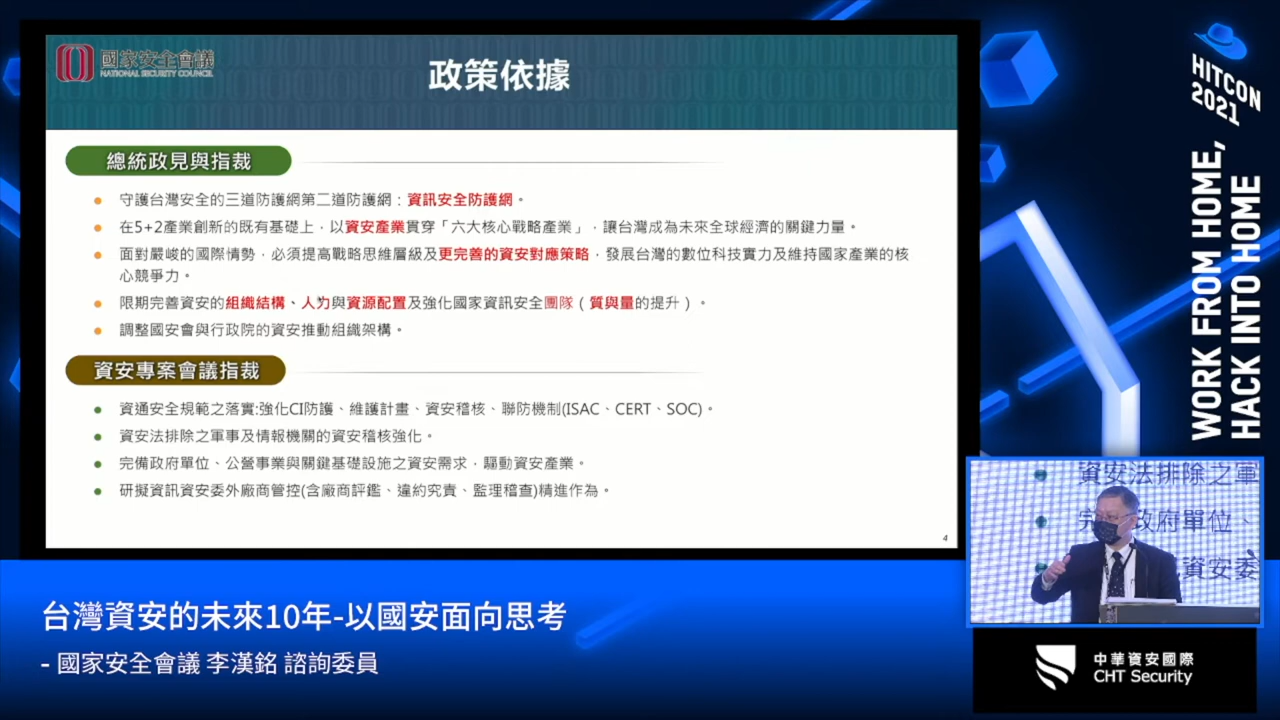 國家安全會議
NATIONAL SECURITY COUNCIL
政策依據
總統政見與指裁
守護台灣安全的三道防護網第二道防護網：資訊安全防護網。
在5+2產業創新的既有基礎上，以資安產業貫穿「六大核心戰略產業」，讓台灣成為未來全球經濟的關鍵力量。
面對嚴峻的國際情勢，必須提高戰略思維層級及更完善的資安對應策略，發展台灣的數位科技實力及維持國家產業的核
心競爭力。
限期完善資安的組織結構、人力與資源配置及強化國家資訊安全團隊（質與量的提升）。
調整國安會與行政院的資安推動組織架構。
資安專案會議指裁
資通安全規範之落實:強化CI防護、維護計畫、資安稽核、聯防機制(ISAC、CERT、SOC)。
資安法排除之軍事及情報機關的資安稽核強化。
完備政府單位、公營事業與關鍵基礎設施之資安需求，驅動資安產業。
研擬資訊資安委外廠商管控(含廠商評鑑、違約究責、監理稽查)精進作為。
4
HITCON
2021
WORK FROM HOME,
HACK INTO HOME
資安法排除之軍
完 政府單位、
資安委
台灣資安的未來10年-以國安面向思考
- 國家安全會議 李漢銘 諮詢委員
中華資安國際
CHT Security